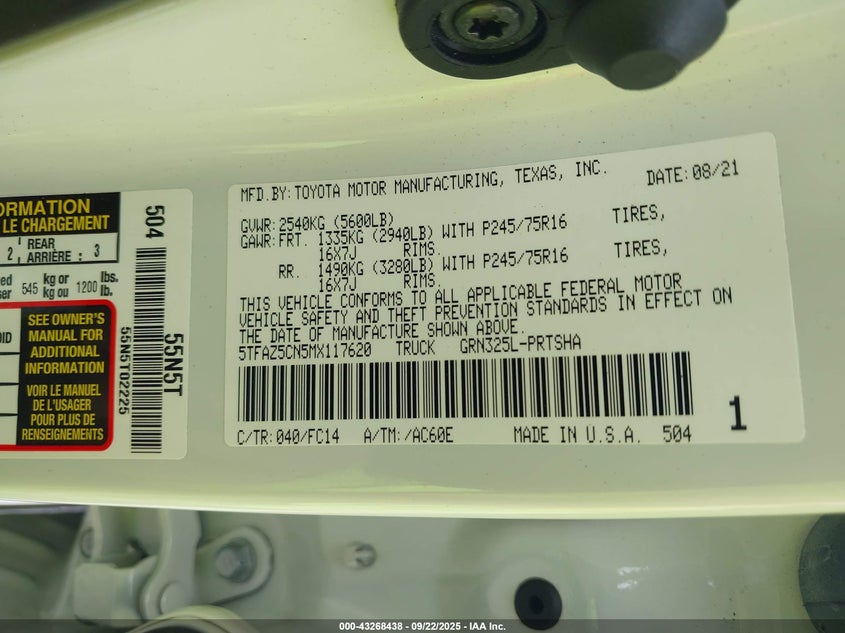 ORMATION
LE CHARGEMENT
2 REAR ARRIÈRE : 3
545 kg or kg ou 1200 lbs. lb.
SEE OWNER'S
MANUAL FOR
ADDITIONAL
INFORMATION
VOIR LE MANUEL
DE L'USAGER
POUR PLUS DE
RENSEIGNEMENTS
504
55N5T
55N5T02225
MFD.BY:TOYOTA MOTOR MANUFACTURING, TEXAS, INC. DATE:08/21
GVWR:2540KG (5600LB)
GAWR:FRT. 1335KG (2940LB) WITH P245/75R16 TIRES,
16X7J RIMS.
RR. 1490KG (3280LB) WITH P245/75R16 TIRES,
16X7J RIMS.
THIS VEHICLE CONFORMS TO ALL APPLICABLE FEDERAL MOTOR
VEHICLE SAFETY AND THEFT PREVENTION STANDARDS IN EFFECT ON
THE DATE OF MANUFACTURE SHOWN ABOVE.
5TFAZ5CN5MX117620 TRUCK GRN325L-PRTSHA
C/TR:040/FC14 A/TM:/AC60E MADE IN U.S.A. 504
1
000-43268438 - 09/22/2025 - IAA Inc.